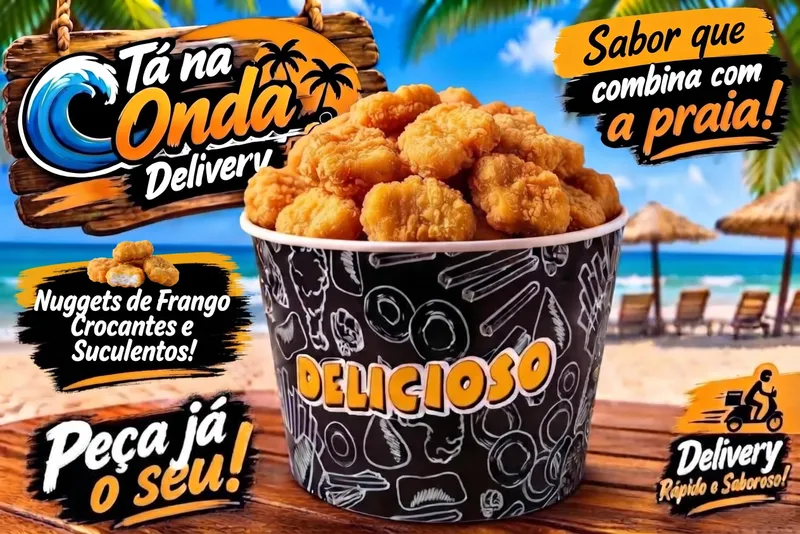 Tá na
Onda
Delivery
Sabor que
combina com
a praia!
Nuggets de Frango
Crocantes e
Suculentos!
DELICIOSO
Peça já
o seu!
Delivery
Rápido e Saboroso!